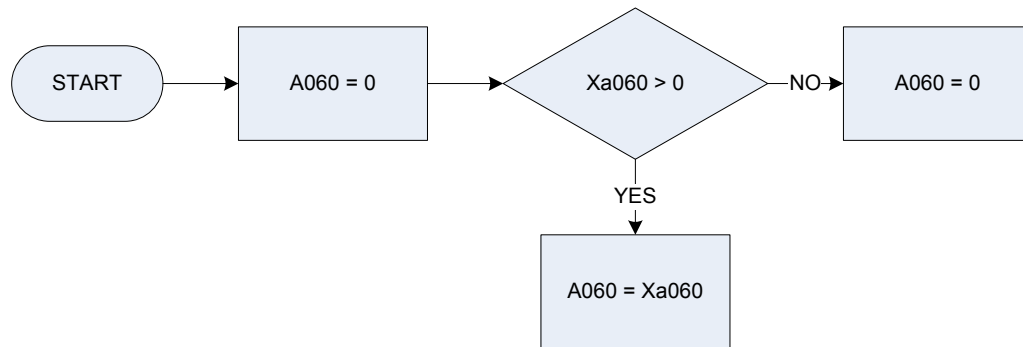 START
A060 = 0
Xa060 > 0
NO
A060 = 0
YES
A060 = Xa060